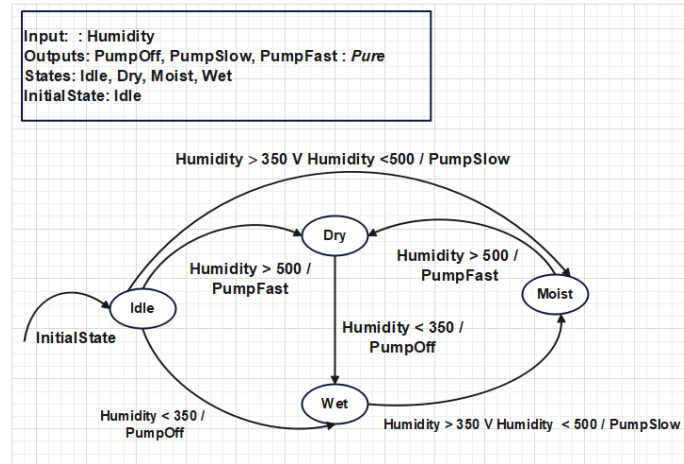 Input: : Humidity
Outputs: PumpOff, PumpSlow, PumpFast : Pure
States: Idle, Dry, Moist, Wet
InitialState: Idle
Humidity > 350 V Humidity <500 / PumpSlow
Dry
Humidity > 500 /
PumpFast
Humidity > 500 /
PumpFast
Idle
Moist
InitialState
Humidity < 350 /
PumpOff
Wet
Humidity < 350 /
PumpOff
Humidity > 350 V Humidity < 500 / PumpSlow